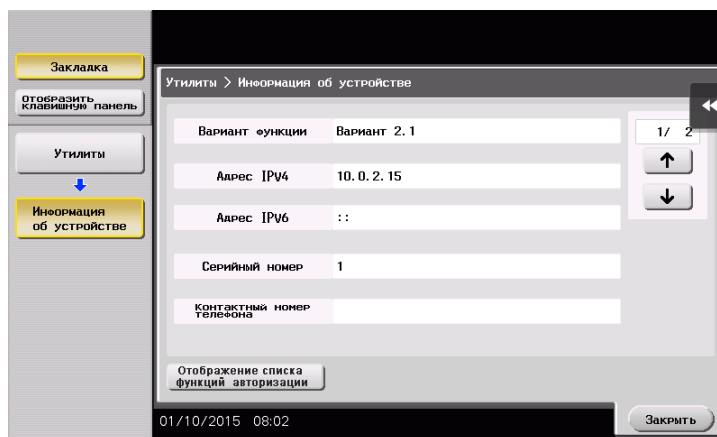 Закладка
Отобразить
клавишную панель
Утилиты
Информация
об устройстве
Утилиты > Информация об устройстве
Вариант функции Вариант 2.1
1/ 2
Адрес IPv4 10.0.2.15
Адрес IPv6 ::
Серийный номер 1
Контактный номер
телефона
Отображение списка
функций авторизации
01/10/2015 08:02
Закрыть